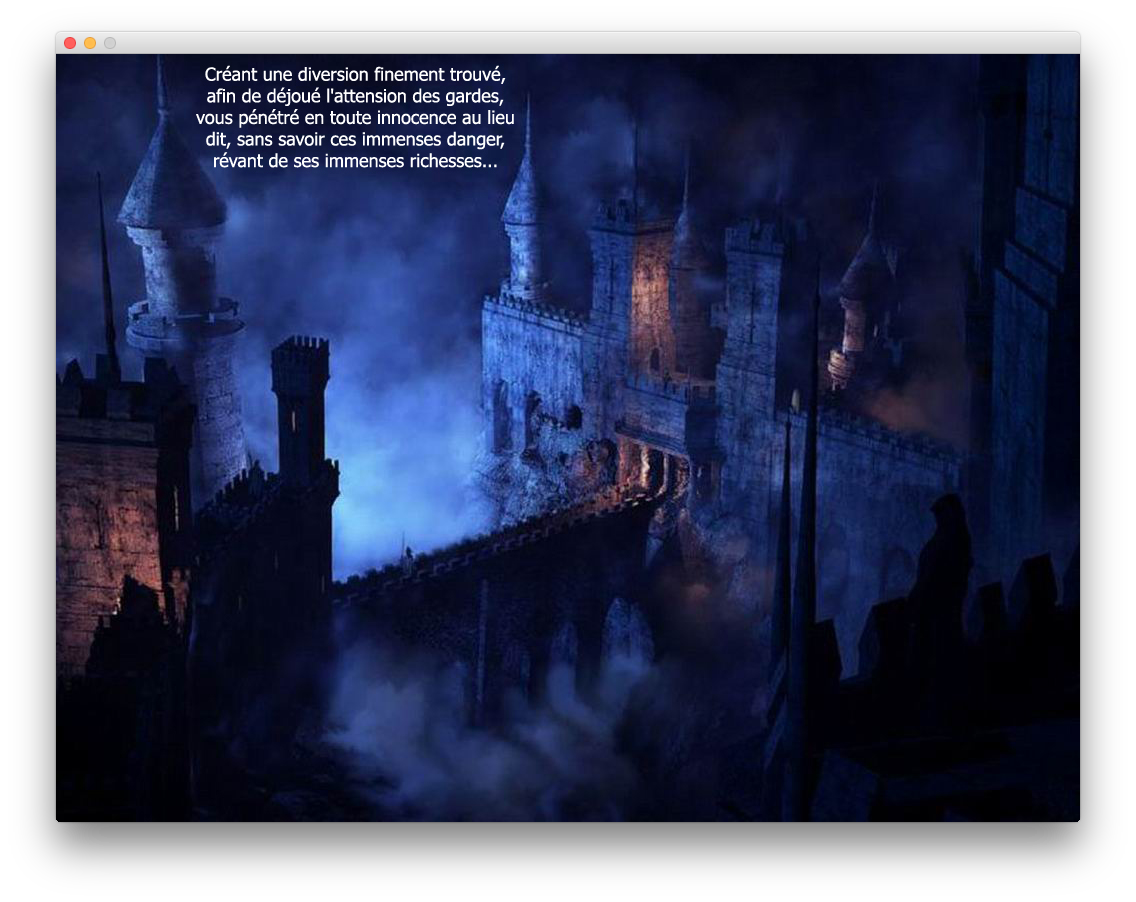 Créant une diversion finement trouvé,
afin de déjoué l'attension des gardes,
vous pénétré en toute innocence au lieu
dit, sans savoir ces immenses danger,
révant de ses immenses richesses...